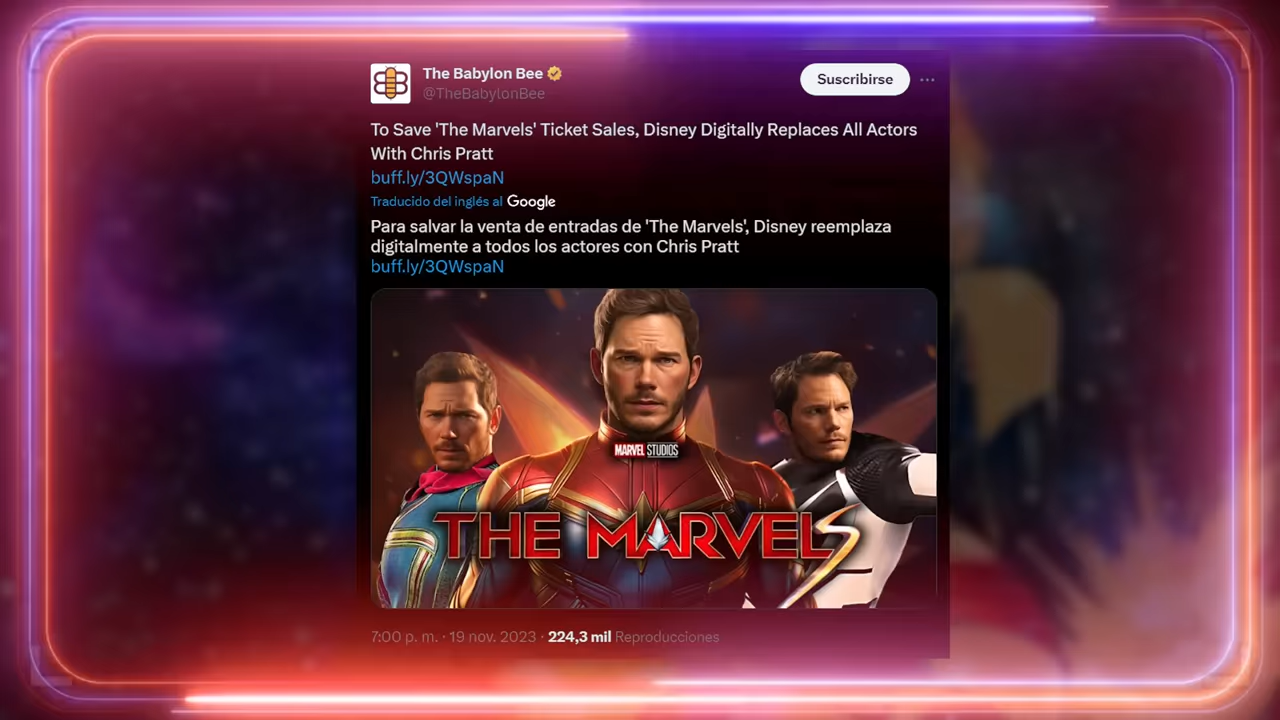 The Babylon Bee
@TheBabylonBee
Suscribirse
To Save 'The Marvels' Ticket Sales, Disney Digitally Replaces All Actors
With Chris Pratt
buff.ly/3QWspaN
Traducido del inglés al Google
Para salvar la venta de entradas de 'The Marvels', Disney reemplaza
digitalmente a todos los actores con Chris Pratt
buff.ly/3QWspaN
MARVEL STUDIOS
THE MARVELS
7:00 p. m. · 19 nov. 2023 · 224,3 mil Reproducciones